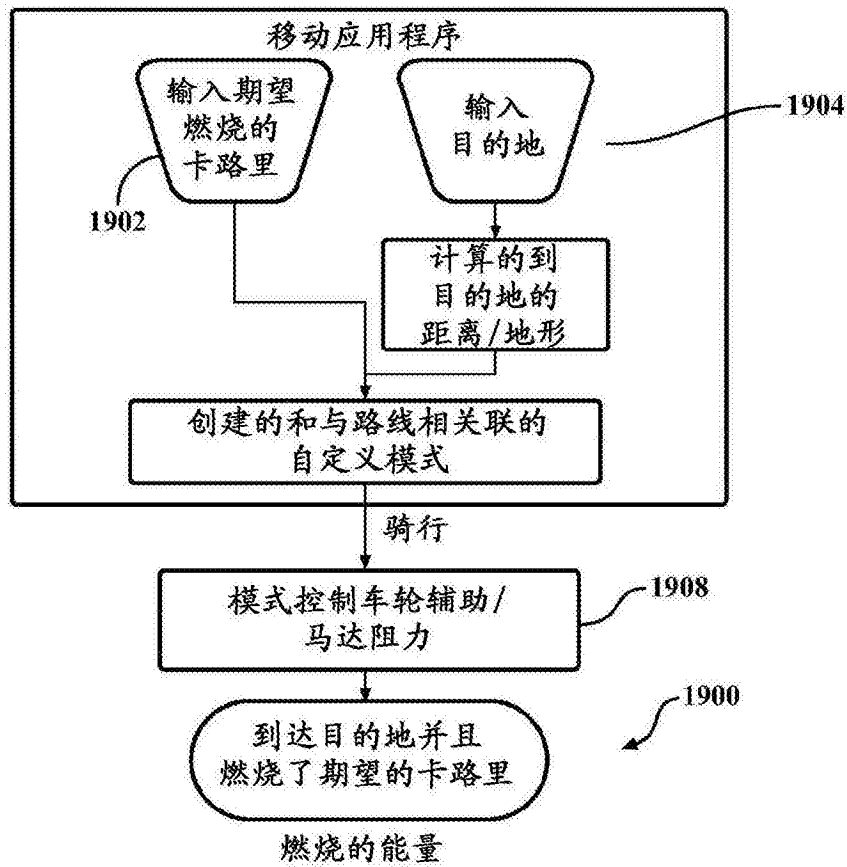 移动应用程序
输入期望
燃烧的
卡路里
输入
目的地
1904
1902
计算的到
目的地的
距离/地形
创建的和与路线相关联的
自定义模式
骑行
模式控制车轮辅助/
马达阻力
1908
到达目的地并且
燃烧了期望的卡路里
1900
燃烧的能量